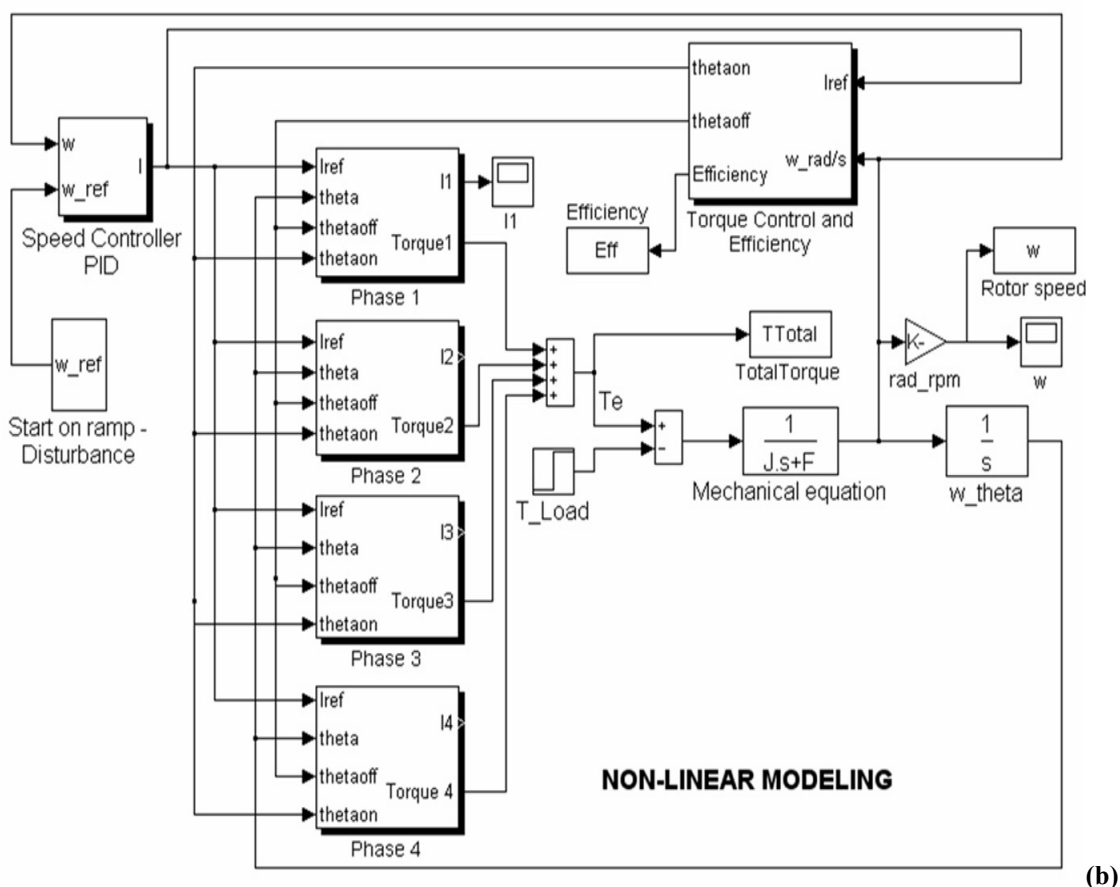 w
w_ref
I
Speed Controller
PID
w_ref
Start on ramp -
Disturbance
Iref
theta
thetaoff
thetaon
I1
Torque1
Phase 1
I1
Iref
theta
thetaoff
thetaon
I2
Torque2
Phase 2
Iref
theta
thetaoff
thetaon
I3
Torque3
Phase 3
Iref
theta
thetaoff
thetaon
I4
Torque 4
Phase 4
thetaon
thetaoff
Efficiency
Iref
w_rad/s
Torque Control and
Efficiency
Efficiency
Eff
w
Rotor speed
K-
rad_rpm
w
TTotal
TotalTorque
+
+
+
+
Te
+
−
T_Load
1
J.s+F
Mechanical equation
1
s
w_theta
NON-LINEAR MODELING
(b)